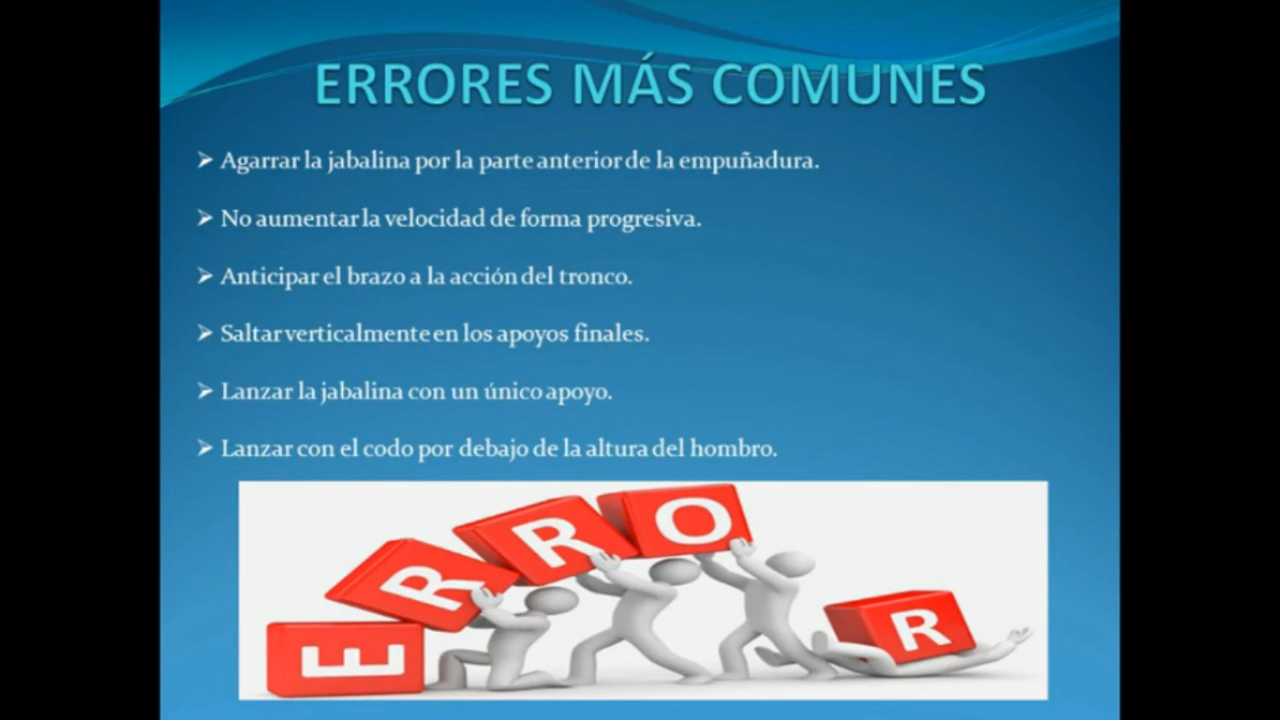 ERRORES MÁS COMUNES
➢ Agarrar la jabalina por la parte anterior de la empuñadura.
➢ No aumentar la velocidad de forma progresiva.
➢ Anticipar el brazo a la acción del tronco.
➢ Saltar verticalmente en los apoyos finales.
➢ Lanzar la jabalina con un único apoyo.
➢ Lanzar con el codo por debajo de la altura del hombro.
E R R O R